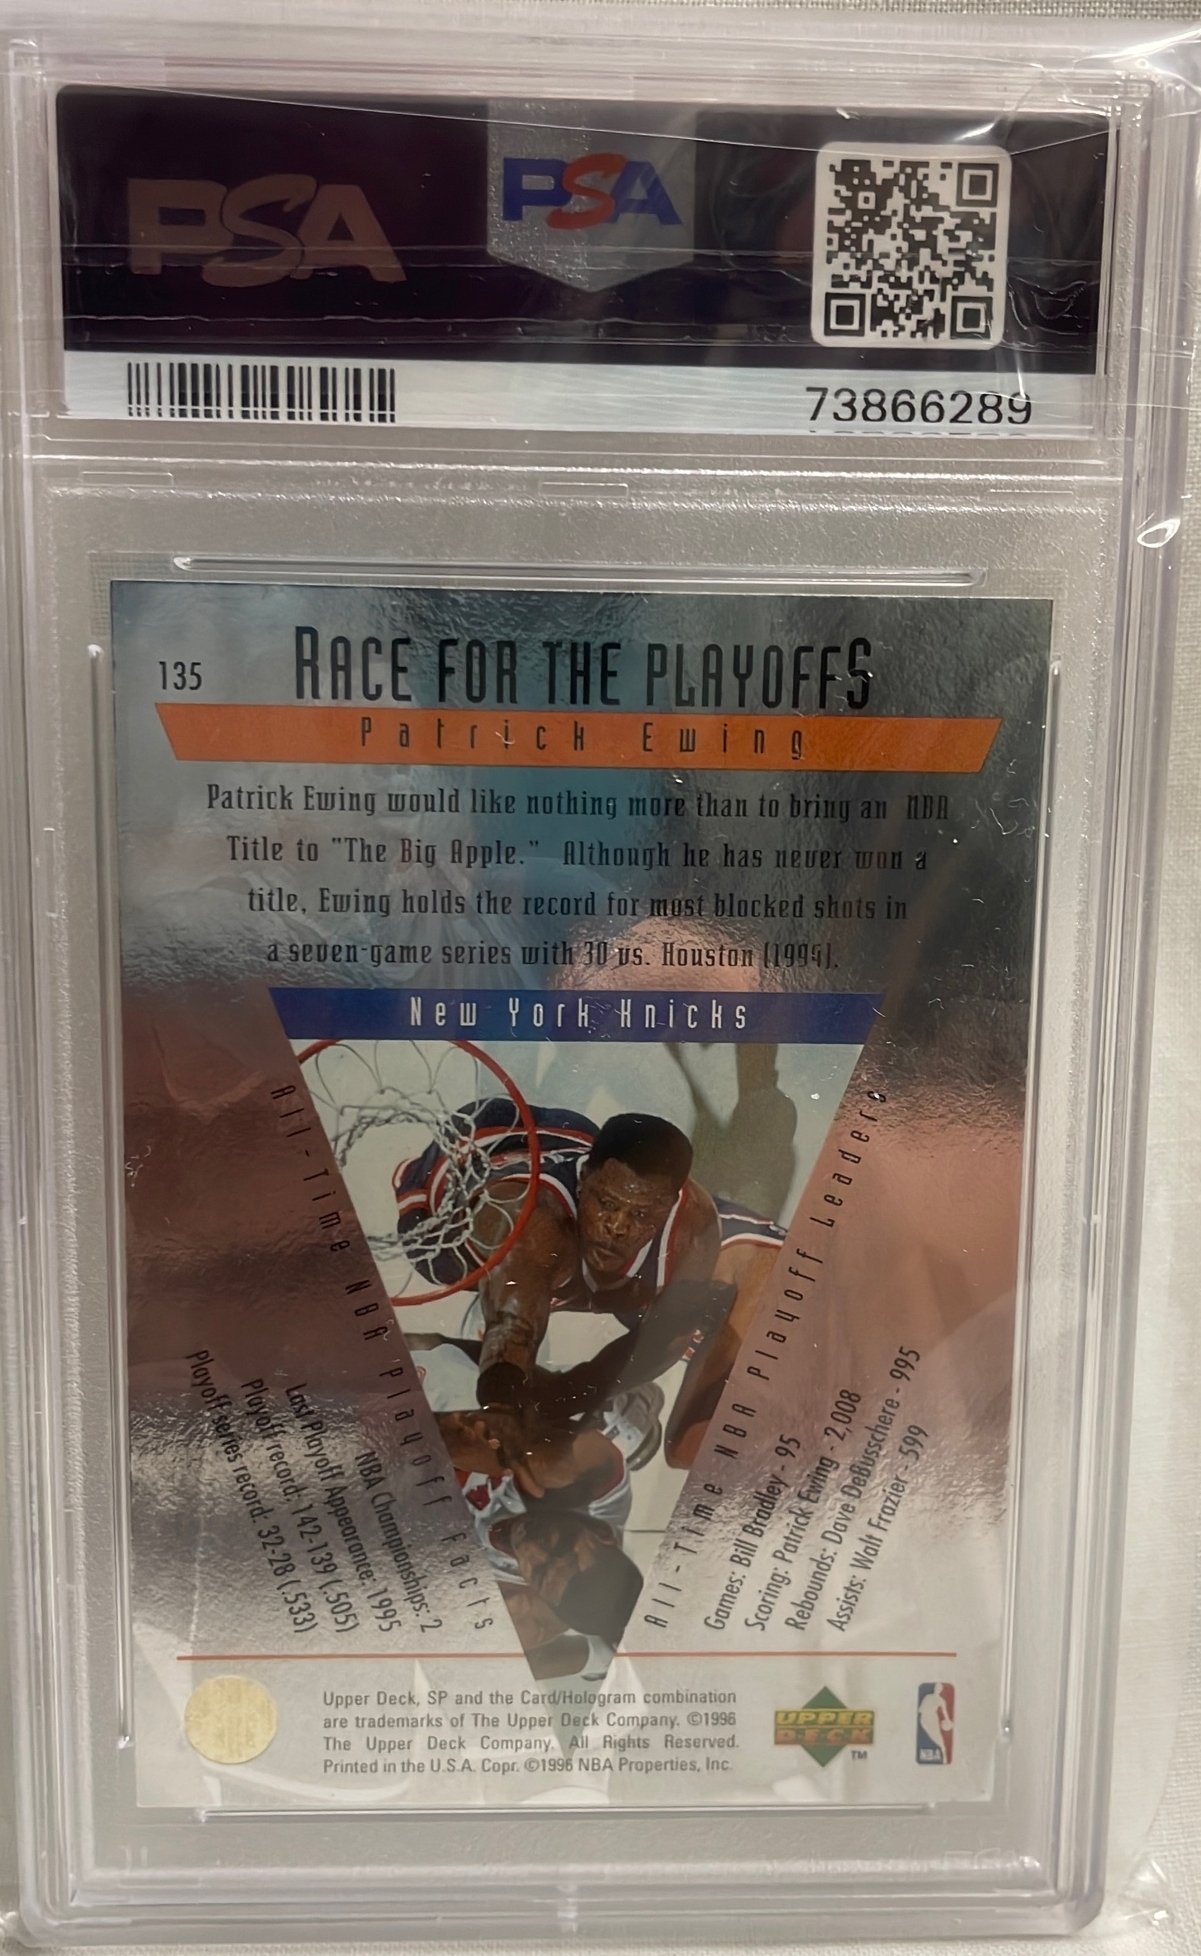 PSA
PSA
73866289
135
RACE FOR THE PLAYOFFS
Patrick Ewing
Patrick Ewing would like nothing more than to bring an NBA
Title to "The Big Apple." Although he has never won a
title, Ewing holds the record for most blocked shots in
a seven-game series with 30 vs. Houston (1994).
New York Knicks
All-Time NBA Playoff Facts
NBA Championships: 2
Last Playoff Appearance: 1995
Playoff record: 142-139 (.505)
Playoff series record: 32-28 (.533)
All-Time NBA Playoff Leaders
Games: Bill Bradley - 95
Scoring: Patrick Ewing - 2,008
Rebounds: Dave DeBusschere - 995
Assists: Walt Frazier - 599
Upper Deck, SP and the Card/Hologram combination
are trademarks of The Upper Deck Company. ©1996
The Upper Deck Company. All Rights Reserved.
Printed in the U.S.A. Copr. ©1996 NBA Properties, Inc.
UPPER
DECK
TM
NBA